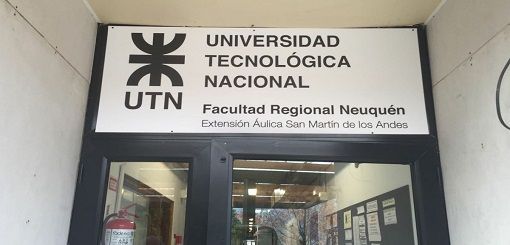 UNIVERSIDAD
TECNOLÓGICA
NACIONAL
UTN
Facultad Regional Neuquén
Extensión Áulica San Martín de los Andes